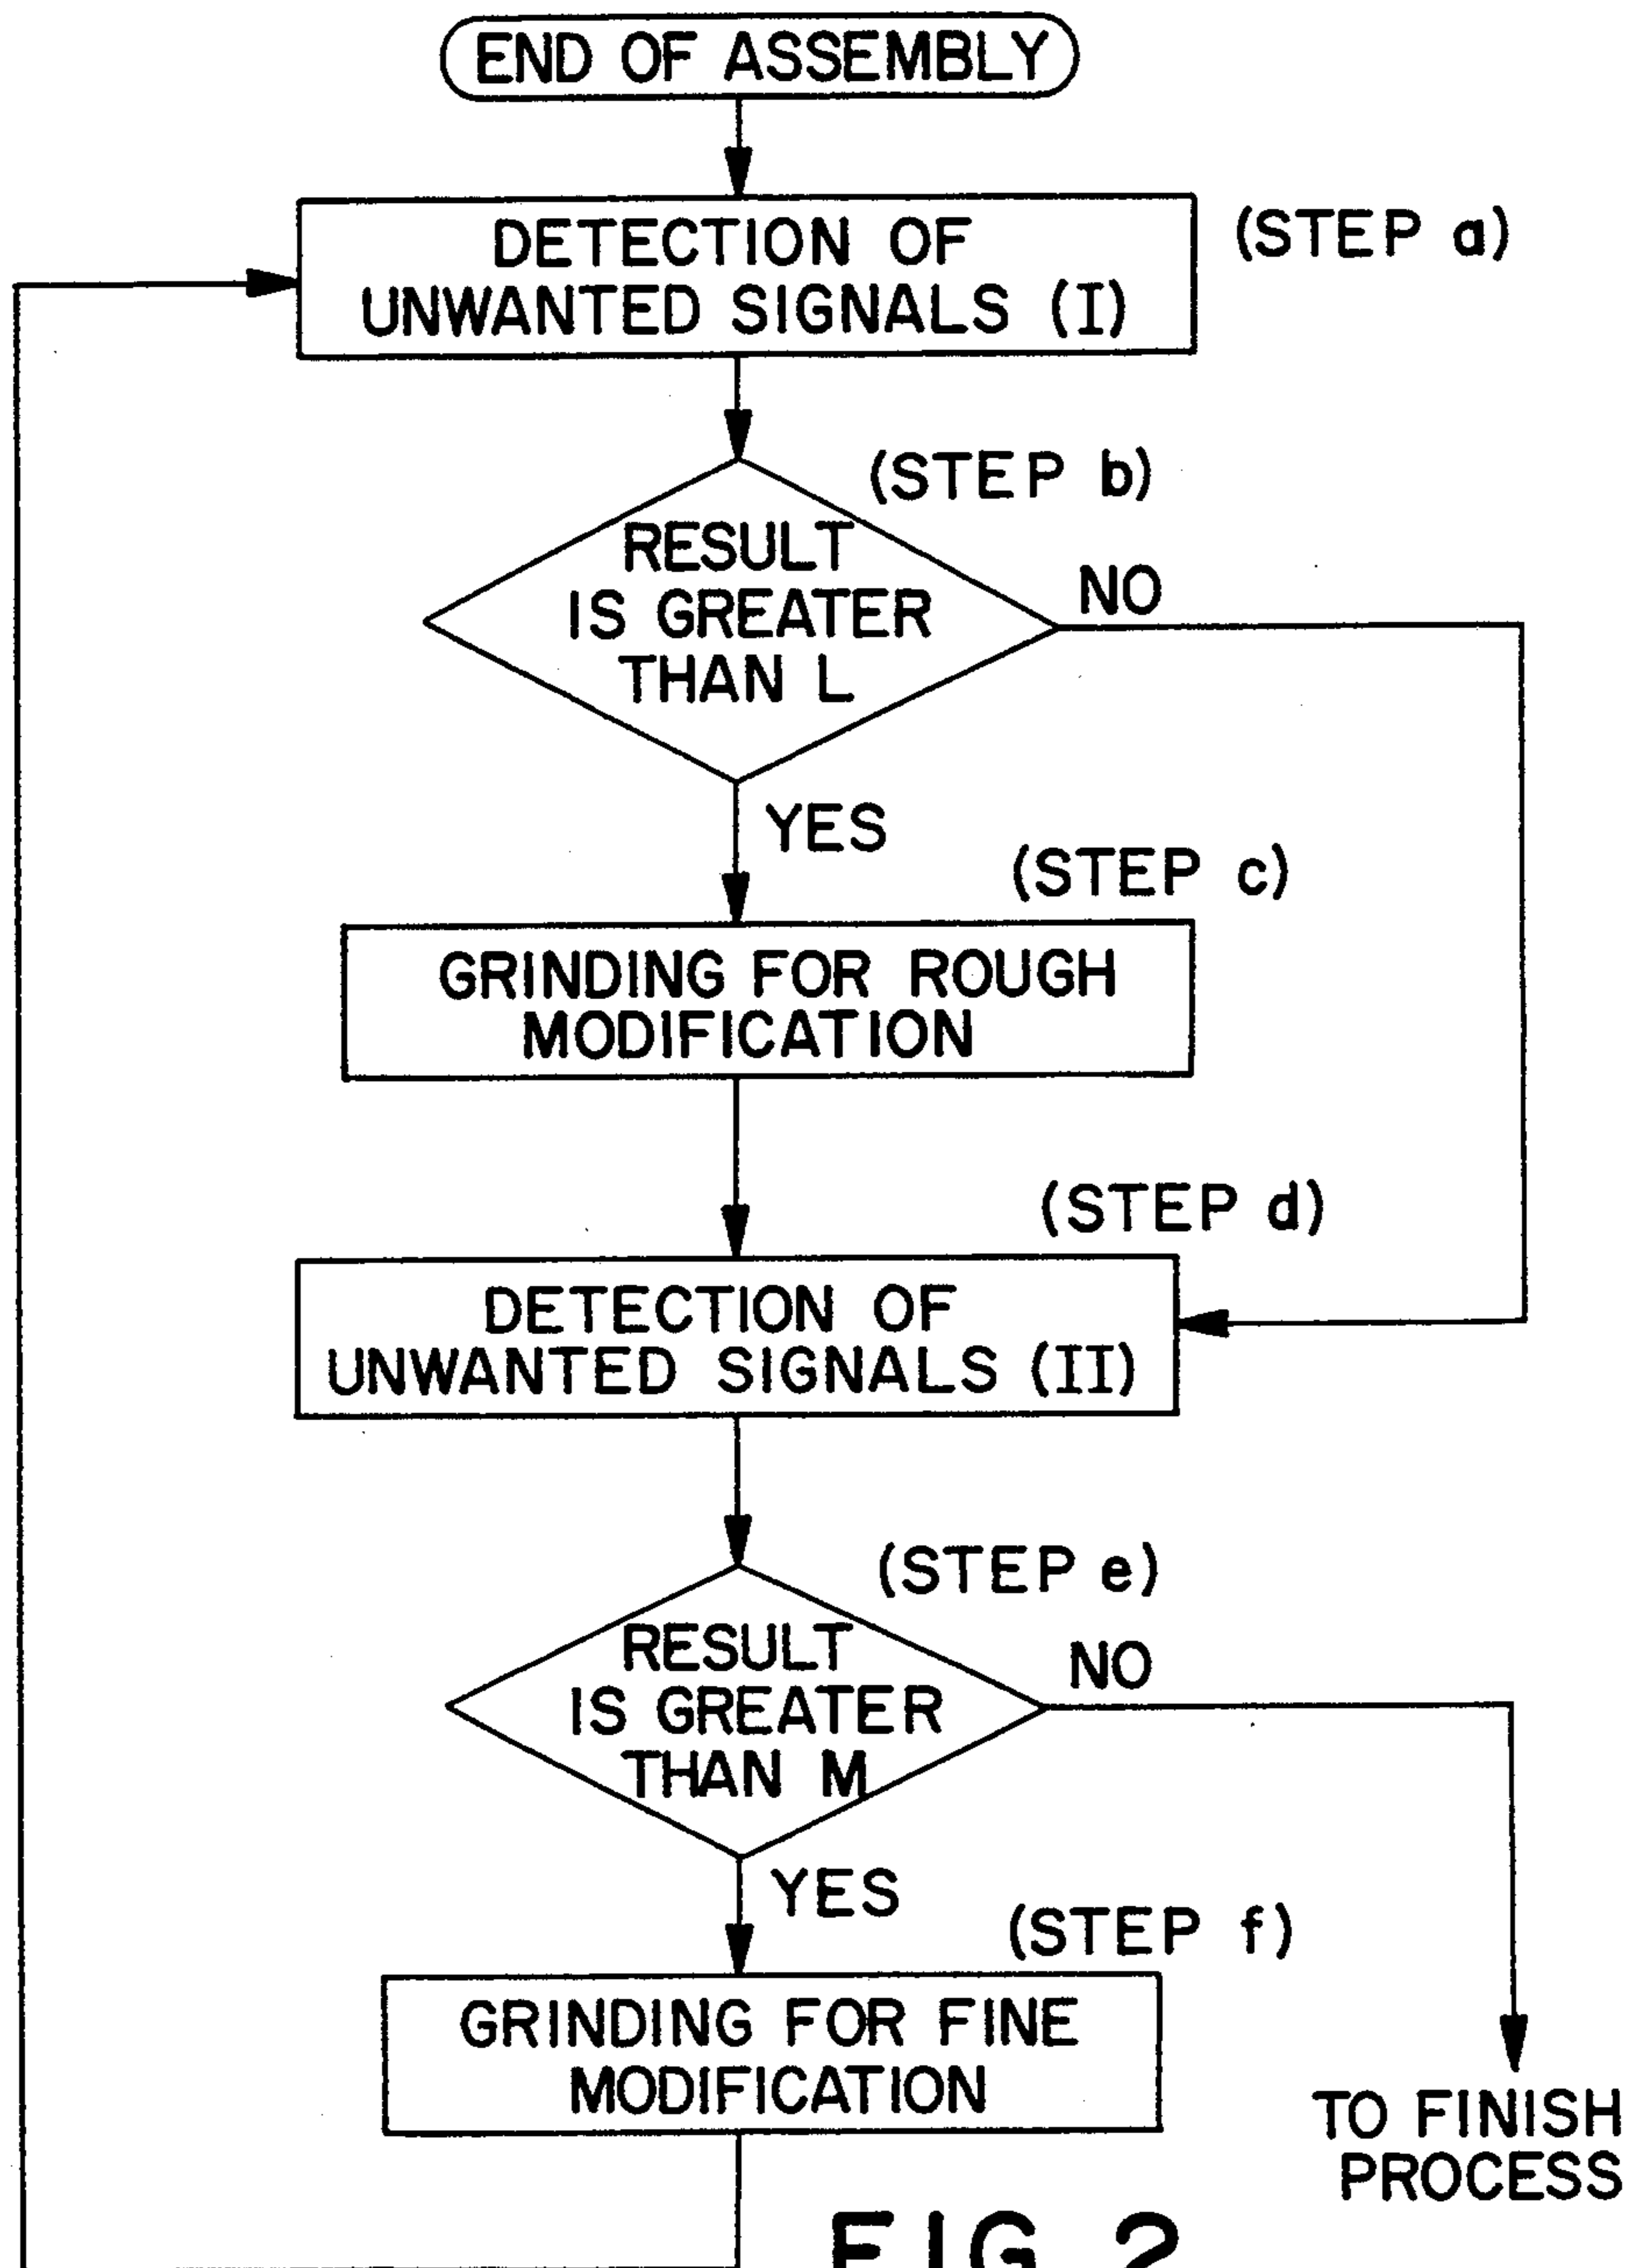 END OF ASSEMBLY
DETECTION OF
UNWANTED SIGNALS (I)
(STEP a)
(STEP b)
RESULT
IS GREATER
THAN L
NO
YES
(STEP c)
GRINDING FOR ROUGH
MODIFICATION
(STEP d)
DETECTION OF
UNWANTED SIGNALS (II)
(STEP e)
RESULT
IS GREATER
THAN M
NO
YES
(STEP f)
GRINDING FOR FINE
MODIFICATION
TO FINISH
PROCESS
FIG. 2